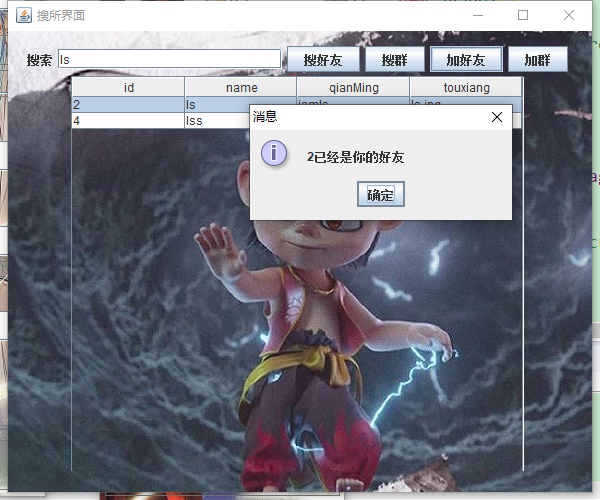 搜所界面
搜索 ls 搜好友 搜群 加好友 加群
id name qianMing touxiang
2 ls
4 lss
消息
2已经是你的好友
确定